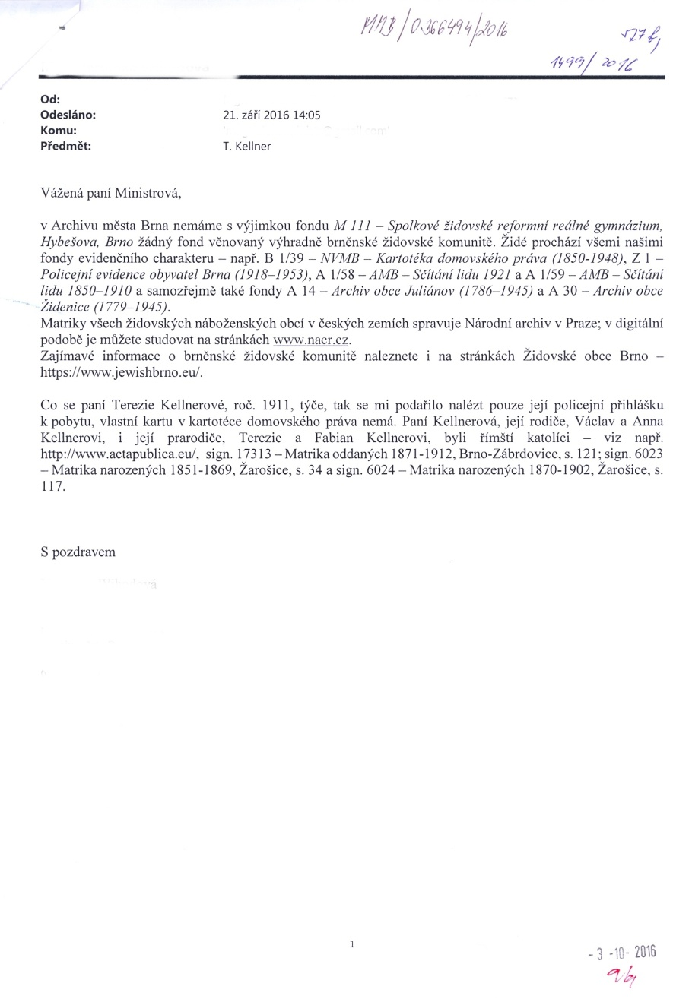 MMB/0366494/2016
1499/2016
Od:
Odesláno: 21. září 2016 14:05
Komu:
Předmět: T. Kellner
Vážená paní Ministrová,
v Archivu města Brna nemáme s výjimkou fondu M 111 – Spolkové židovské reformní reálné gymnázium,
Hybešova, Brno žádný fond věnovaný výhradně brněnské židovské komunitě. Židé prochází všemi našimi
fondy evidenčního charakteru – např. B 1/39 – NVMB – Kartotéka domovského práva (1850-1948), Z 1 –
Policejní evidence obyvatel Brna (1918–1953), A 1/58 – AMB – Sčítání lidu 1921 a A 1/59 – AMB – Sčítání
lidu 1850–1910 a samozřejmě také fondy A 14 – Archiv obce Juliánov (1786–1945) a A 30 – Archiv obce
Židenice (1779–1945).
Matriky všech židovských náboženských obcí v českých zemích spravuje Národní archiv v Praze; v digitální
podobě je můžete studovat na stránkách www.nacr.cz.
Zajímavé informace o brněnské židovské komunitě naleznete i na stránkách Židovské obce Brno –
https://www.jewishbrno.eu/.
Co se paní Terezie Kellnerové, roč. 1911, týče, tak se mi podařilo nalézt pouze její policejní přihlášku
k pobytu, vlastní kartu v kartotéce domovského práva nemá. Paní Kellnerová, její rodiče, Václav a Anna
Kellnerovi, i její prarodiče, Terezie a Fabian Kellnerovi, byli římští katolíci – viz např.
http://www.actapublica.eu/, sign. 17313 – Matrika oddaných 1871-1912, Brno-Zábrdovice, s. 121; sign. 6023
– Matrika narozených 1851-1869, Žarošice, s. 34 a sign. 6024 – Matrika narozených 1870-1902, Žarošice, s.
117.
S pozdravem
1
- 3 -10- 2016